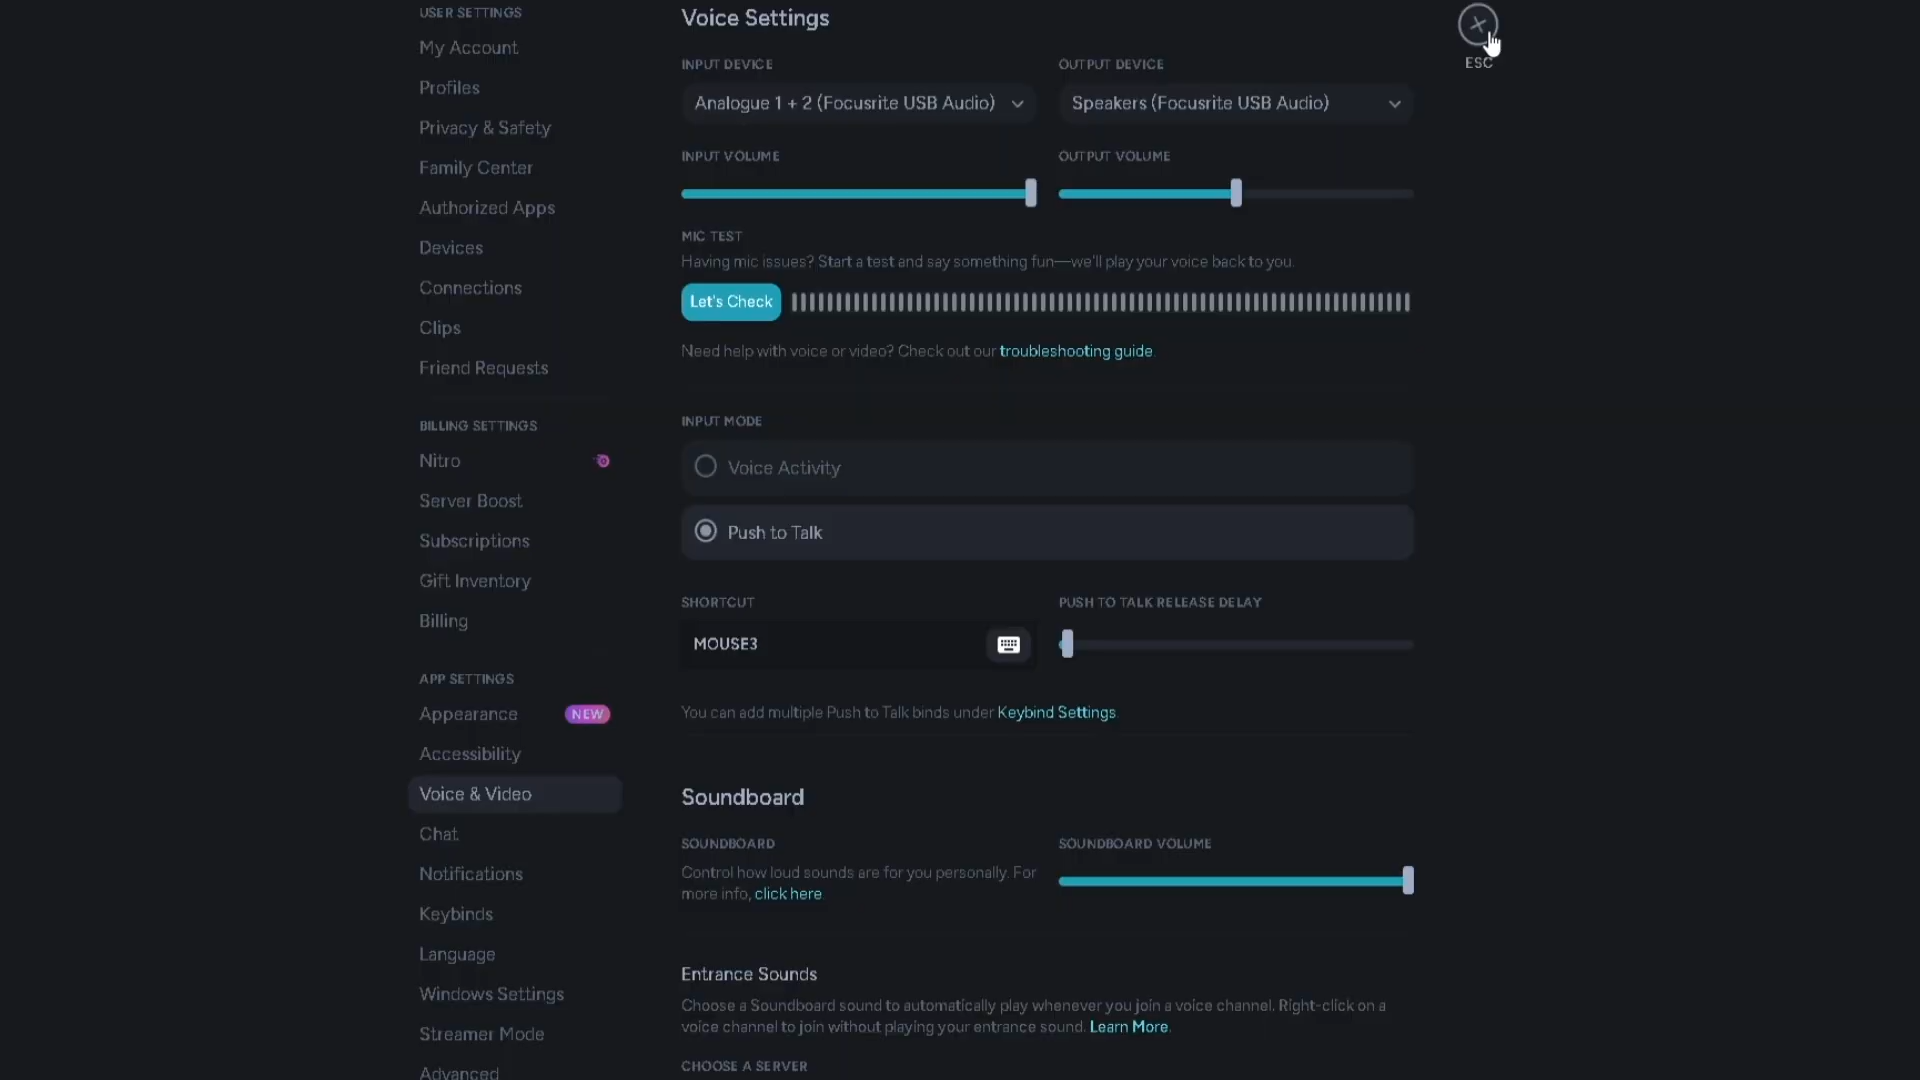 USER SETTINGS
My Account
Profiles
Privacy & Safety
Family Center
Authorized Apps
Devices
Connections
Clips
Friend Requests
BILLING SETTINGS
Nitro
Server Boost
Subscriptions
Gift Inventory
Billing
APP SETTINGS
Appearance NEW
Accessibility
Voice & Video
Chat
Notifications
Keybinds
Language
Windows Settings
Streamer Mode
Advanced
Voice Settings
ESC
INPUT DEVICE OUTPUT DEVICE
Analogue 1 + 2 (Focusrite USB Audio) Speakers (Focusrite USB Audio)
INPUT VOLUME OUTPUT VOLUME
MIC TEST
Having mic issues? Start a test and say something fun—we'll play your voice back to you.
Let's Check
Need help with voice or video? Check out our troubleshooting guide.
INPUT MODE
Voice Activity
Push to Talk
SHORTCUT PUSH TO TALK RELEASE DELAY
MOUSE3
You can add multiple Push to Talk binds under Keybind Settings.
Soundboard
SOUNDBOARD SOUNDBOARD VOLUME
Control how loud sounds are for you personally. For
more info, click here.
Entrance Sounds
Choose a Soundboard sound to automatically play whenever you join a voice channel. Right-click on a
voice channel to join without playing your entrance sound. Learn More.
CHOOSE A SERVER